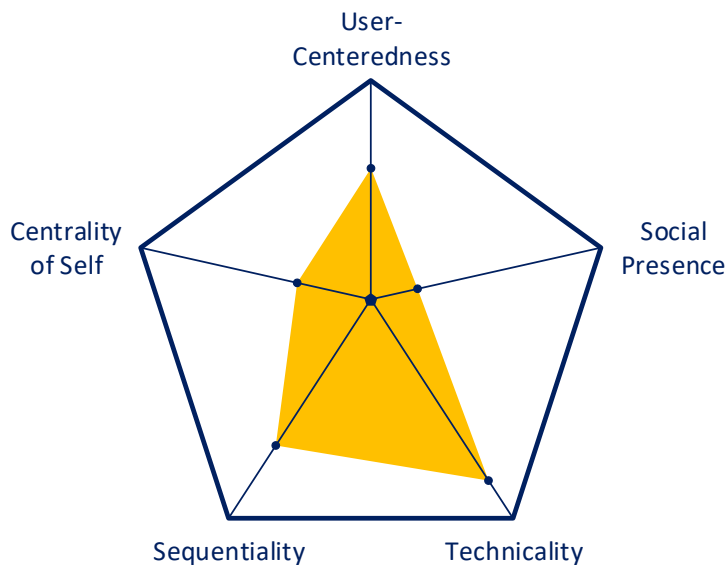 User-
Centeredness
Centrality
of Self
Social
Presence
Sequentiality
Technicality